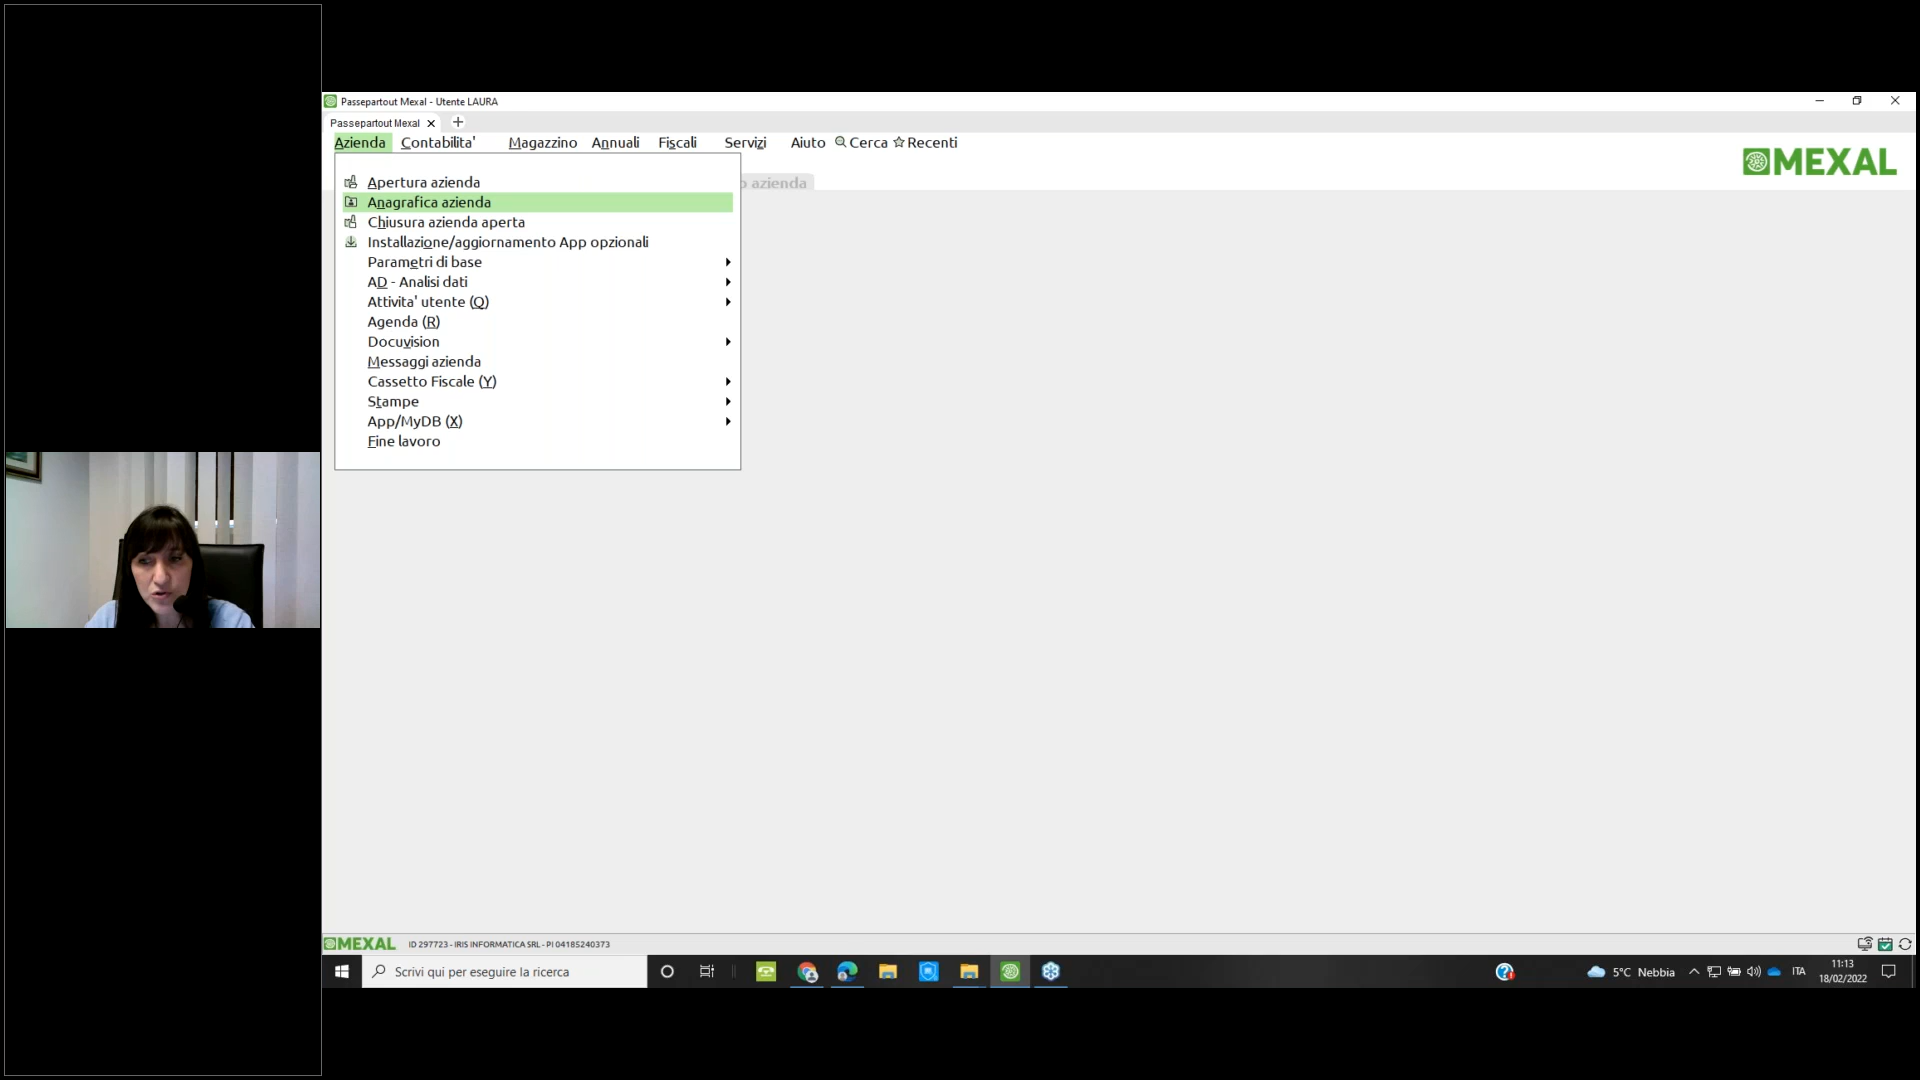 Passepartout Mexal - Utente LAURA
Passepartout Mexal
Azienda Contabilita' Magazzino Annuali Fiscali Servizi Aiuto Cerca Recenti
MEXAL
Apertura azienda
o azienda
Anagrafica azienda
Chiusura azienda aperta
Installazione/aggiornamento App opzionali
Parametri di base
AD - Analisi dati
Attivita' utente (Q)
Agenda (R)
Docuvision
Messaggi azienda
Cassetto Fiscale (Y)
Stampe
App/MyDB (X)
Fine lavoro
MEXAL ID 297723 - IRIS INFORMATICA SRL - PI 04185240373
Scrivi qui per eseguire la ricerca
5°C Nebbia
ITA
11:13
18/02/2022